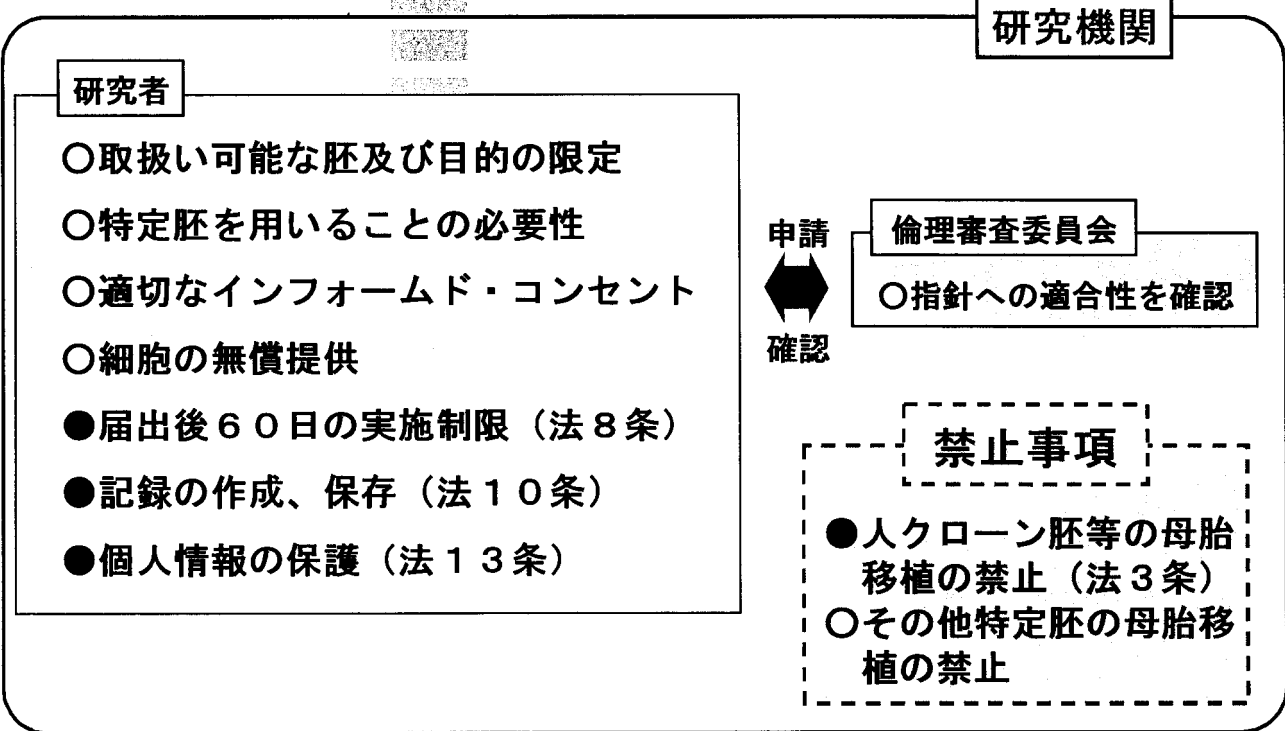 研究機関
研究者
○取扱い可能な胚及び目的の限定
○特定胚を用いることの必要性
○適切なインフォームド・コンセント
○細胞の無償提供
●届出後60日の実施制限(法8条)
●記録の作成、保存(法10条)
●個人情報の保護(法13条)
申請
確認
倫理審査委員会
○指針への適合性を確認
禁止事項
●人クローン胚等の母胎
移植の禁止(法3条)
○その他特定胚の母胎移
植の禁止